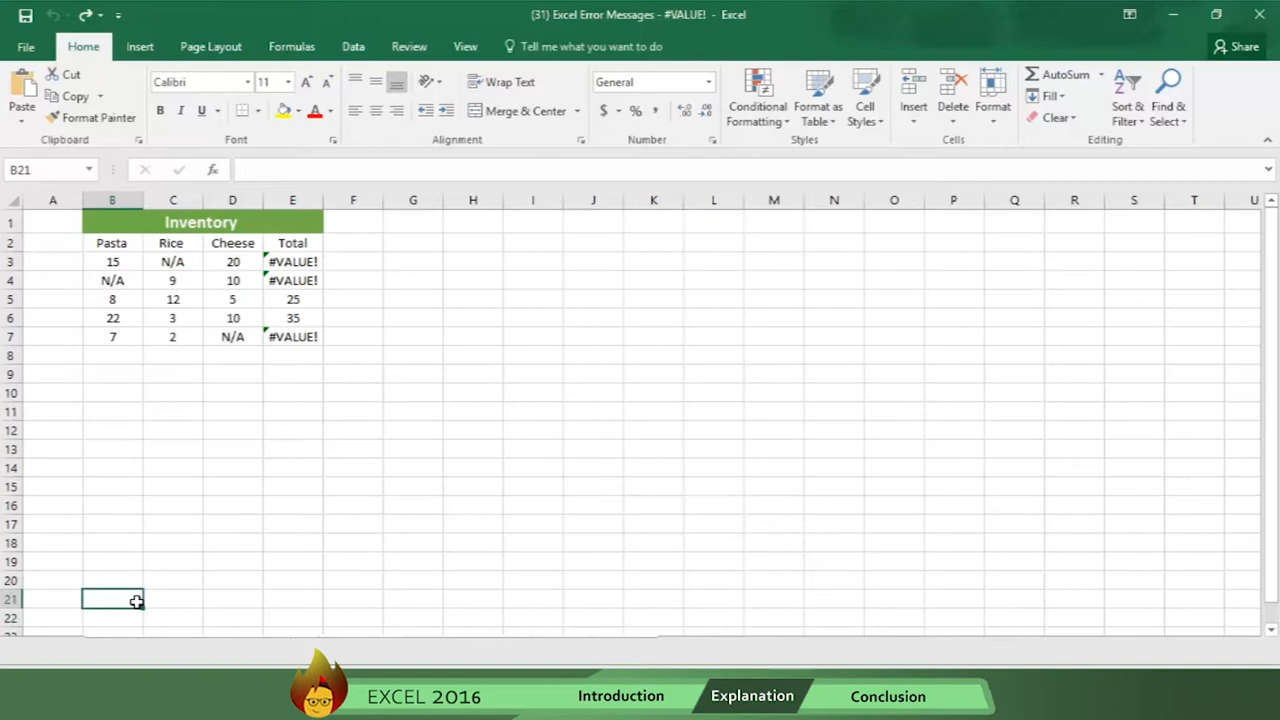 (31) Excel Error Messages - #VALUE! - Excel
File Home Insert Page Layout Formulas Data Review View Tell me what you want to do Share
Paste Cut Copy Format Painter Clipboard
Calibri 11 A A B I U A Font
Wrap Text Merge & Center Alignment
General $ % , .0 .00 .00 .0 Number
Conditional Formatting Format as Table Cell Styles Styles
Insert Delete Format Cells
AutoSum Fill Clear Sort & Filter Find & Select Editing
B21 fx
A B C D E F G H I J K L M N O P Q R S T U
1 Inventory
2 Pasta Rice Cheese Total
3 15 N/A 20 #VALUE!
4 N/A 9 10 #VALUE!
5 8 12 5 25
6 22 3 10 35
7 7 2 N/A #VALUE!
8
9
10
11
12
13
14
15
16
17
18
19
20
21
22
EXCEL 2016 Introduction Explanation Conclusion